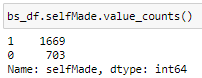 bs_df.selfMade.value_counts()
1    1669
0     703
Name: selfMade, dtype: int64